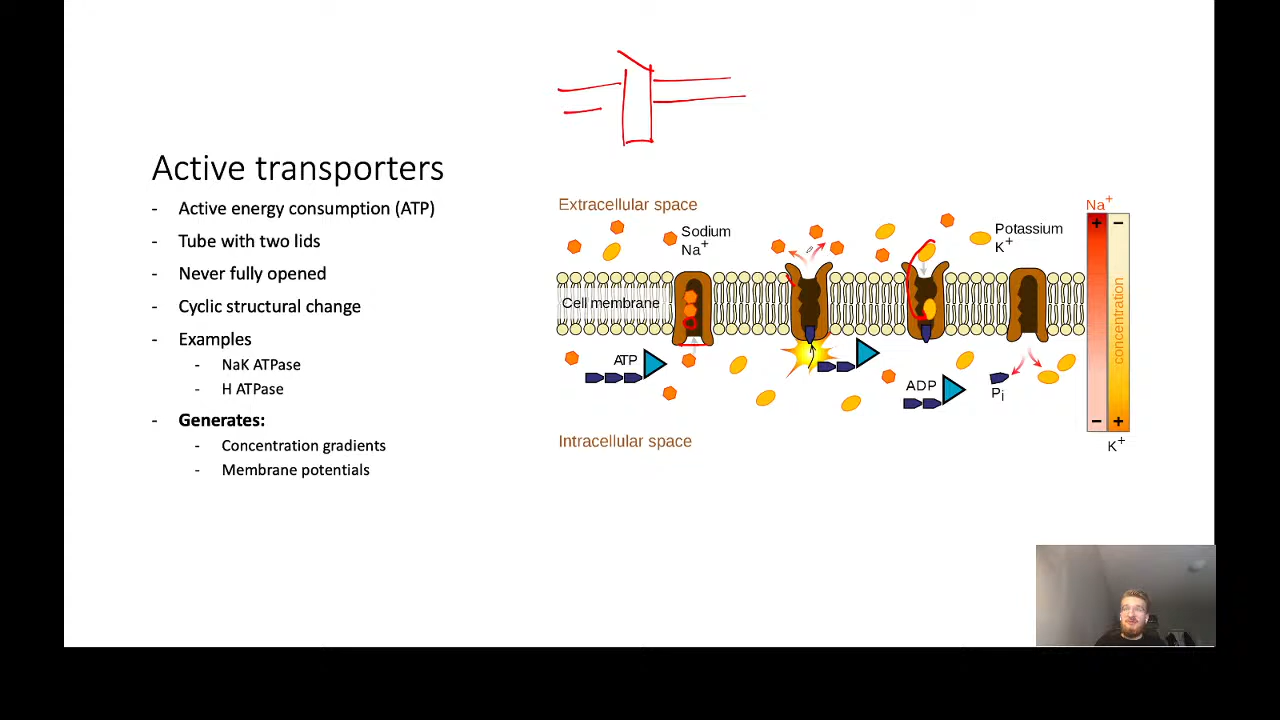 Active transporters
- Active energy consumption (ATP)
- Tube with two lids
- Never fully opened
- Cyclic structural change
- Examples
- NaK ATPase
- H ATPase
- Generates:
- Concentration gradients
- Membrane potentials
Extracellular space
Sodium
Na+
Potassium
K+
Na+
+ −
Cell membrane
concentration
ATP
ADP
Pi
− +
Intracellular space
K+